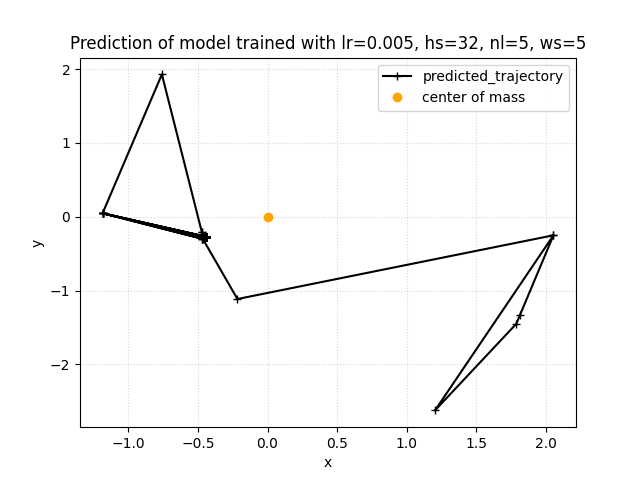 Prediction of model trained with lr=0.005, hs=32, nl=5, ws=5
predicted_trajectory
center of mass
2
1
0
−1
−2
y
−1.0 −0.5 0.0 0.5 1.0 1.5 2.0
x